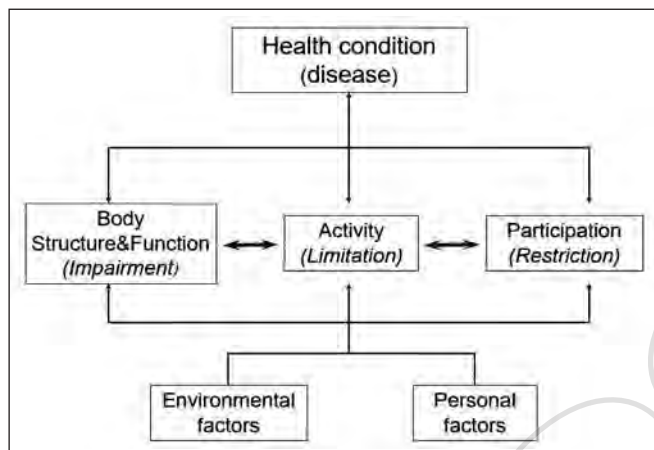 Health condition
(disease)
Body
Structure&Function
(Impairment)
Activity
(Limitation)
Participation
(Restriction)
Environmental
factors
Personal
factors